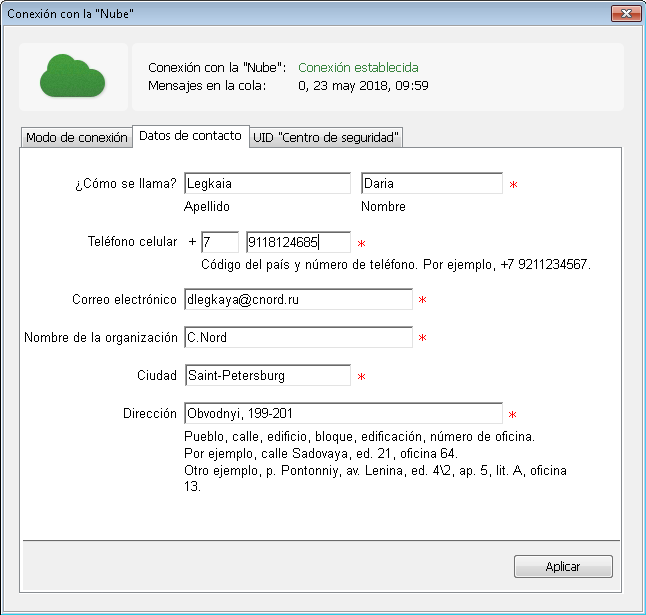 Conexión con la "Nube"
Conexión con la "Nube": Conexión establecida
Mensajes en la cola: 0, 23 may 2018, 09:59
Modo de conexión Datos de contacto UID "Centro de seguridad"
¿Cómo se llama? Legkaia Daria *
Apellido Nombre
Teléfono celular + 7 9118124685 *
Código del país y número de teléfono. Por ejemplo, +7 9211234567.
Correo electrónico dlegkaya@cnord.ru *
Nombre de la organización C.Nord *
Ciudad Saint-Petersburg *
Dirección Obvodnyi, 199-201 *
Pueblo, calle, edificio, bloque, edificación, número de oficina.
Por ejemplo, calle Sadovaya, ed. 21, oficina 64.
Otro ejemplo, p. Pontonniy, av. Lenina, ed. 4\2, ap. 5, lit. A, oficina
13.
Aplicar